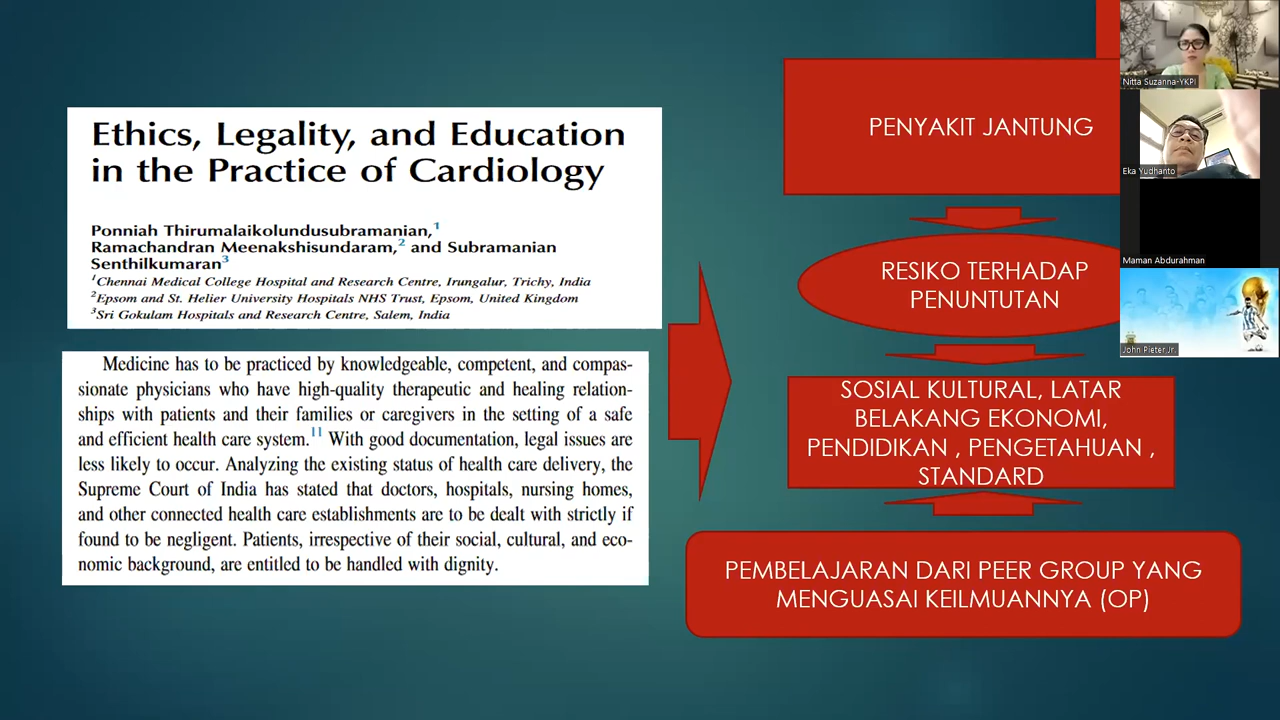 Ethics, Legality, and Education
in the Practice of Cardiology
Ponniah Thirumalaikolundusubramanian,1
Ramachandran Meenakshisundaram,2 and Subramanian
Senthilkumaran3
1Chennai Medical College Hospital and Research Centre, Irungalur, Trichy, India
2Epsom and St. Helier University Hospitals NHS Trust, Epsom, United Kingdom
3Sri Gokulam Hospitals and Research Centre, Salem, India
Medicine has to be practiced by knowledgeable, competent, and compas-
sionate physicians who have high-quality therapeutic and healing relation-
ships with patients and their families or caregivers in the setting of a safe
and efficient health care system.11 With good documentation, legal issues are
less likely to occur. Analyzing the existing status of health care delivery, the
Supreme Court of India has stated that doctors, hospitals, nursing homes,
and other connected health care establishments are to be dealt with strictly if
found to be negligent. Patients, irrespective of their social, cultural, and eco-
nomic background, are entitled to be handled with dignity.
PENYAKIT JANTUNG
RESIKO TERHADAP
PENUNTUTAN
SOSIAL KULTURAL, LATAR
BELAKANG EKONOMI,
PENDIDIKAN , PENGETAHUAN ,
STANDARD
PEMBELAJARAN DARI PEER GROUP YANG
MENGUASAI KEILMUANNYA (OP)
Nitta Suzanna-YKPI
Eka Yudhanto
Maman Abdurahman
John Pieter Jr.